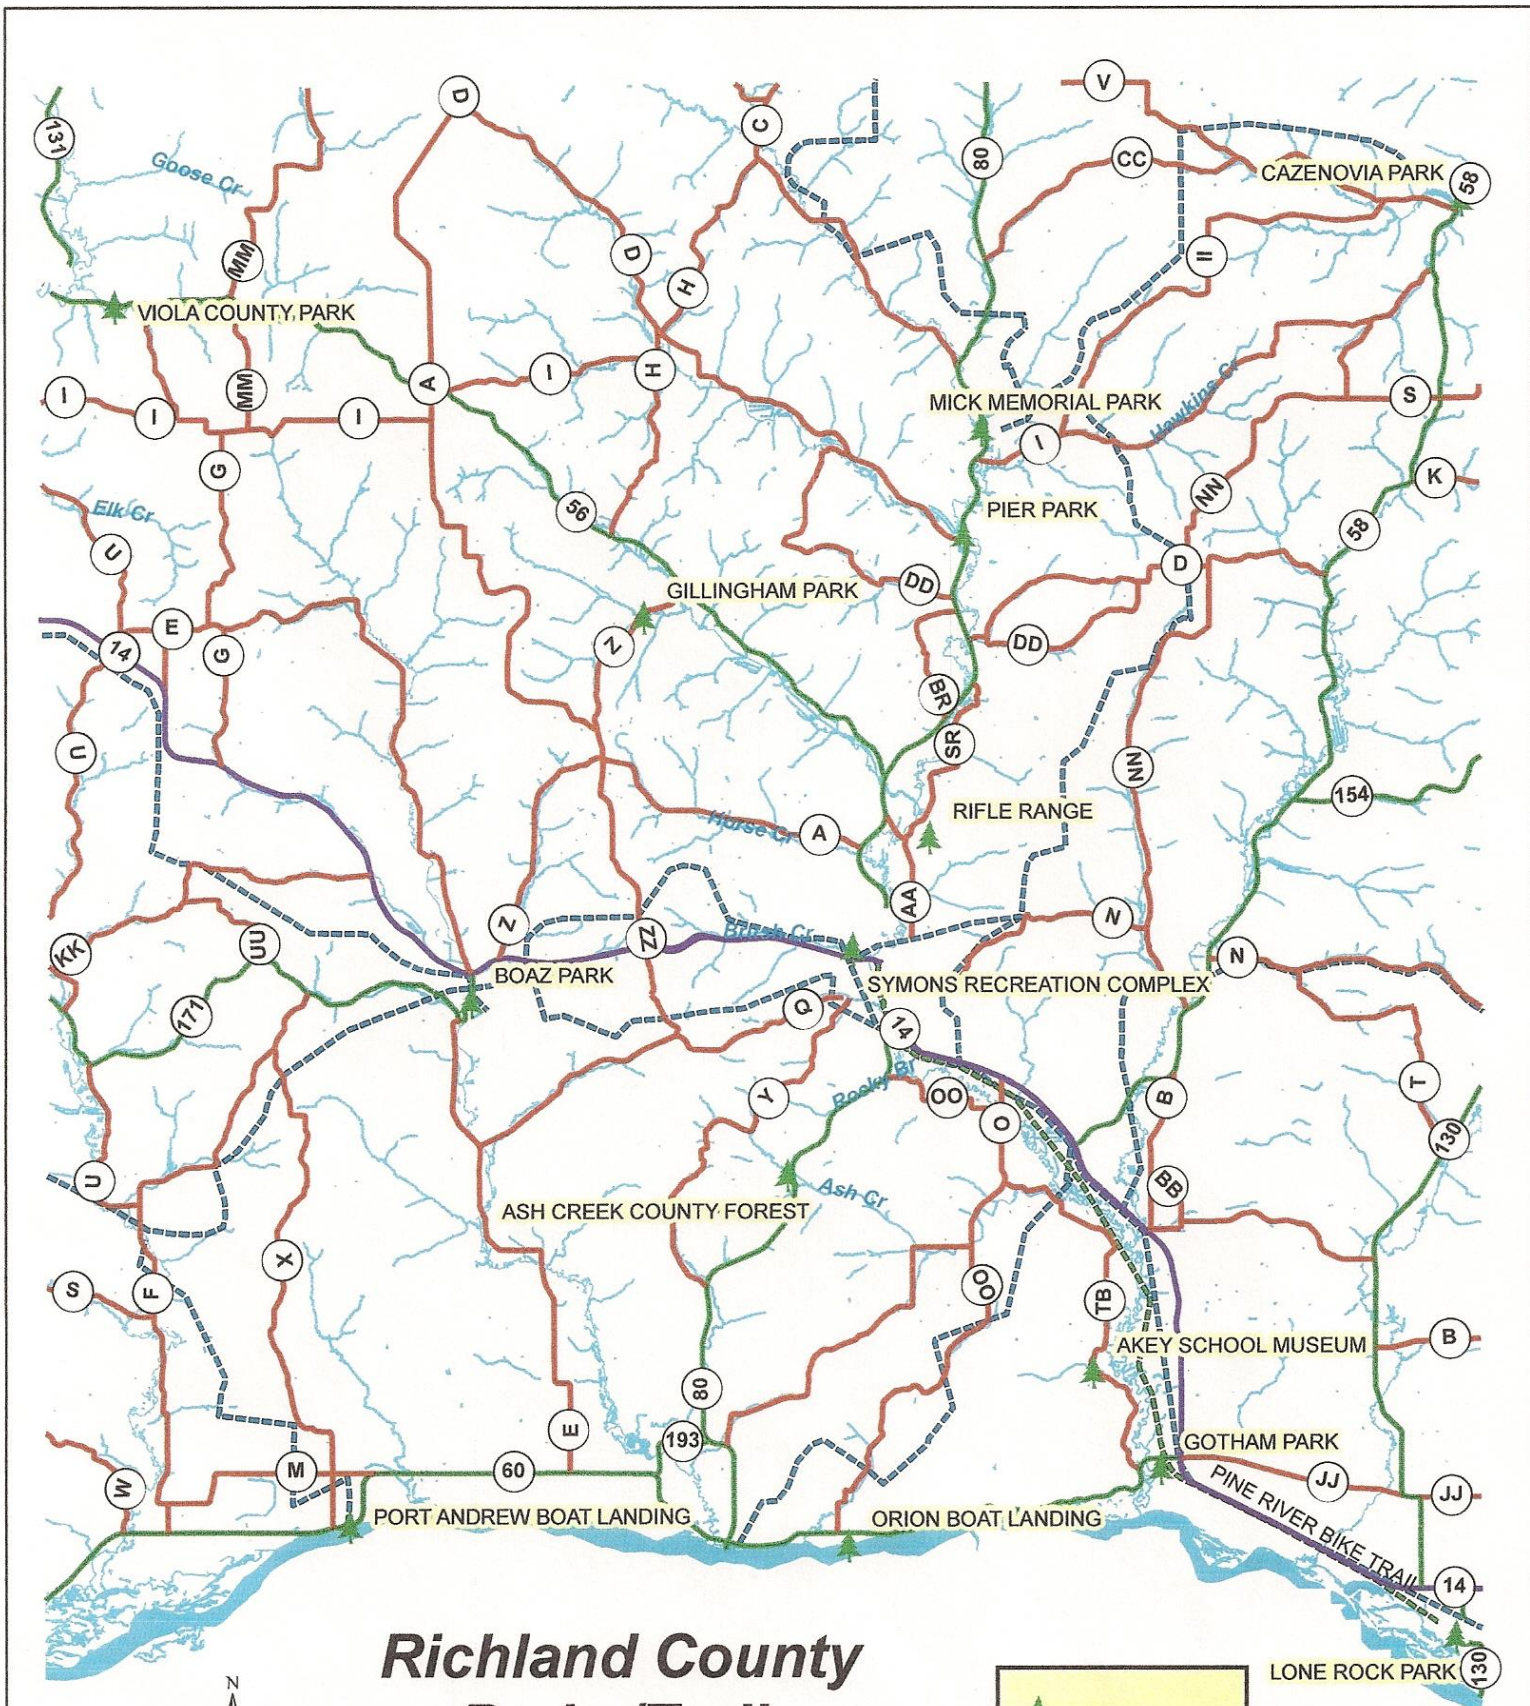 V
D
C
131
80
CC
Goose Cr
CAZENOVIA PARK
58
MM
D
II
H
VIOLA COUNTY PARK
I
MM
A
I
H
S
MICK MEMORIAL PARK
I
I
I
Hawkins Cr
G
K
NN
Elk Cr
56
PIER PARK
58
U
D
DD
GILLINGHAM PARK
E
14
G
Z
DD
BR
U
SR
NN
154
RIFLE RANGE
Horse Cr
A
AA
N
Z
Brush Cr
ZZ
UU
KK
N
BOAZ PARK
SYMONS RECREATION COMPLEX
171
Q
14
Rocky Br
Y
OO
B
T
O
130
U
BB
Ash Cr
ASH CREEK COUNTY FOREST
X
S
F
OO
TB
B
AKEY SCHOOL MUSEUM
80
E
193
GOTHAM PARK
M
60
W
JJ
JJ
PORT ANDREW BOAT LANDING
ORION BOAT LANDING
PINE RIVER BIKE TRAIL
14
Richland County
N
LONE ROCK PARK
130